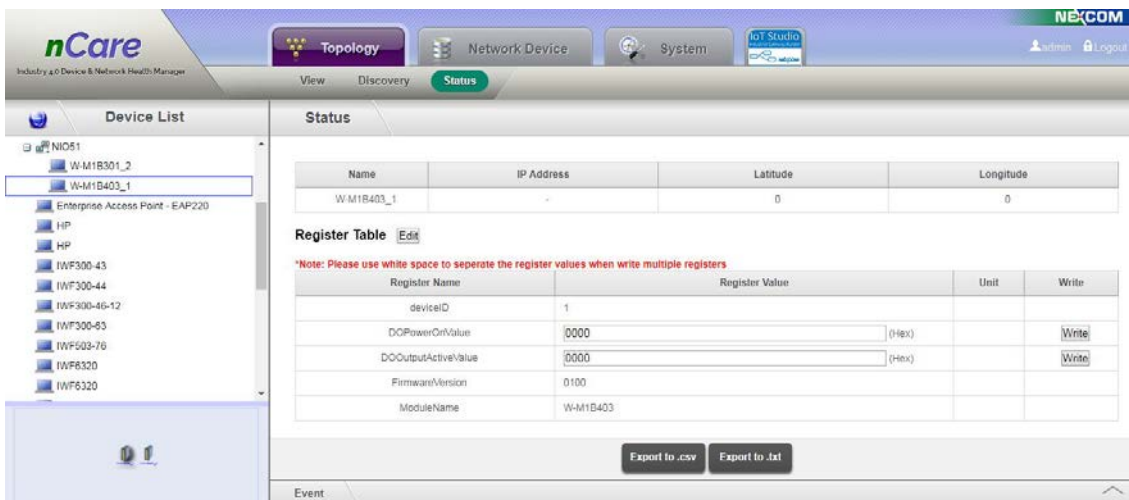 NEXCOM
nCare
Industry 4.0 Device & Network Health Manager
Topology
Network Device
System
IoT Studio
admin
Logout
View
Discovery
Status
Device List
NIO51
W-M1B301_2
W-M1B403_1
Enterprise Access Point - EAP220
HP
HP
IWF300-43
IWF300-44
IWF300-46-12
IWF300-63
IWF503-76
IWF6320
IWF6320
Status
Name IP Address Latitude Longitude
W-M1B403_1 - 0 0
Register Table Edit
*Note: Please use white space to seperate the register values when write multiple registers
Register Name Register Value Unit Write
deviceID 1
DOPowerOnValue 0000 (Hex) Write
DOOutputActiveValue 0000 (Hex) Write
FirmwareVersion 0100
ModuleName W-M1B403
Export to .csv Export to .txt
Event